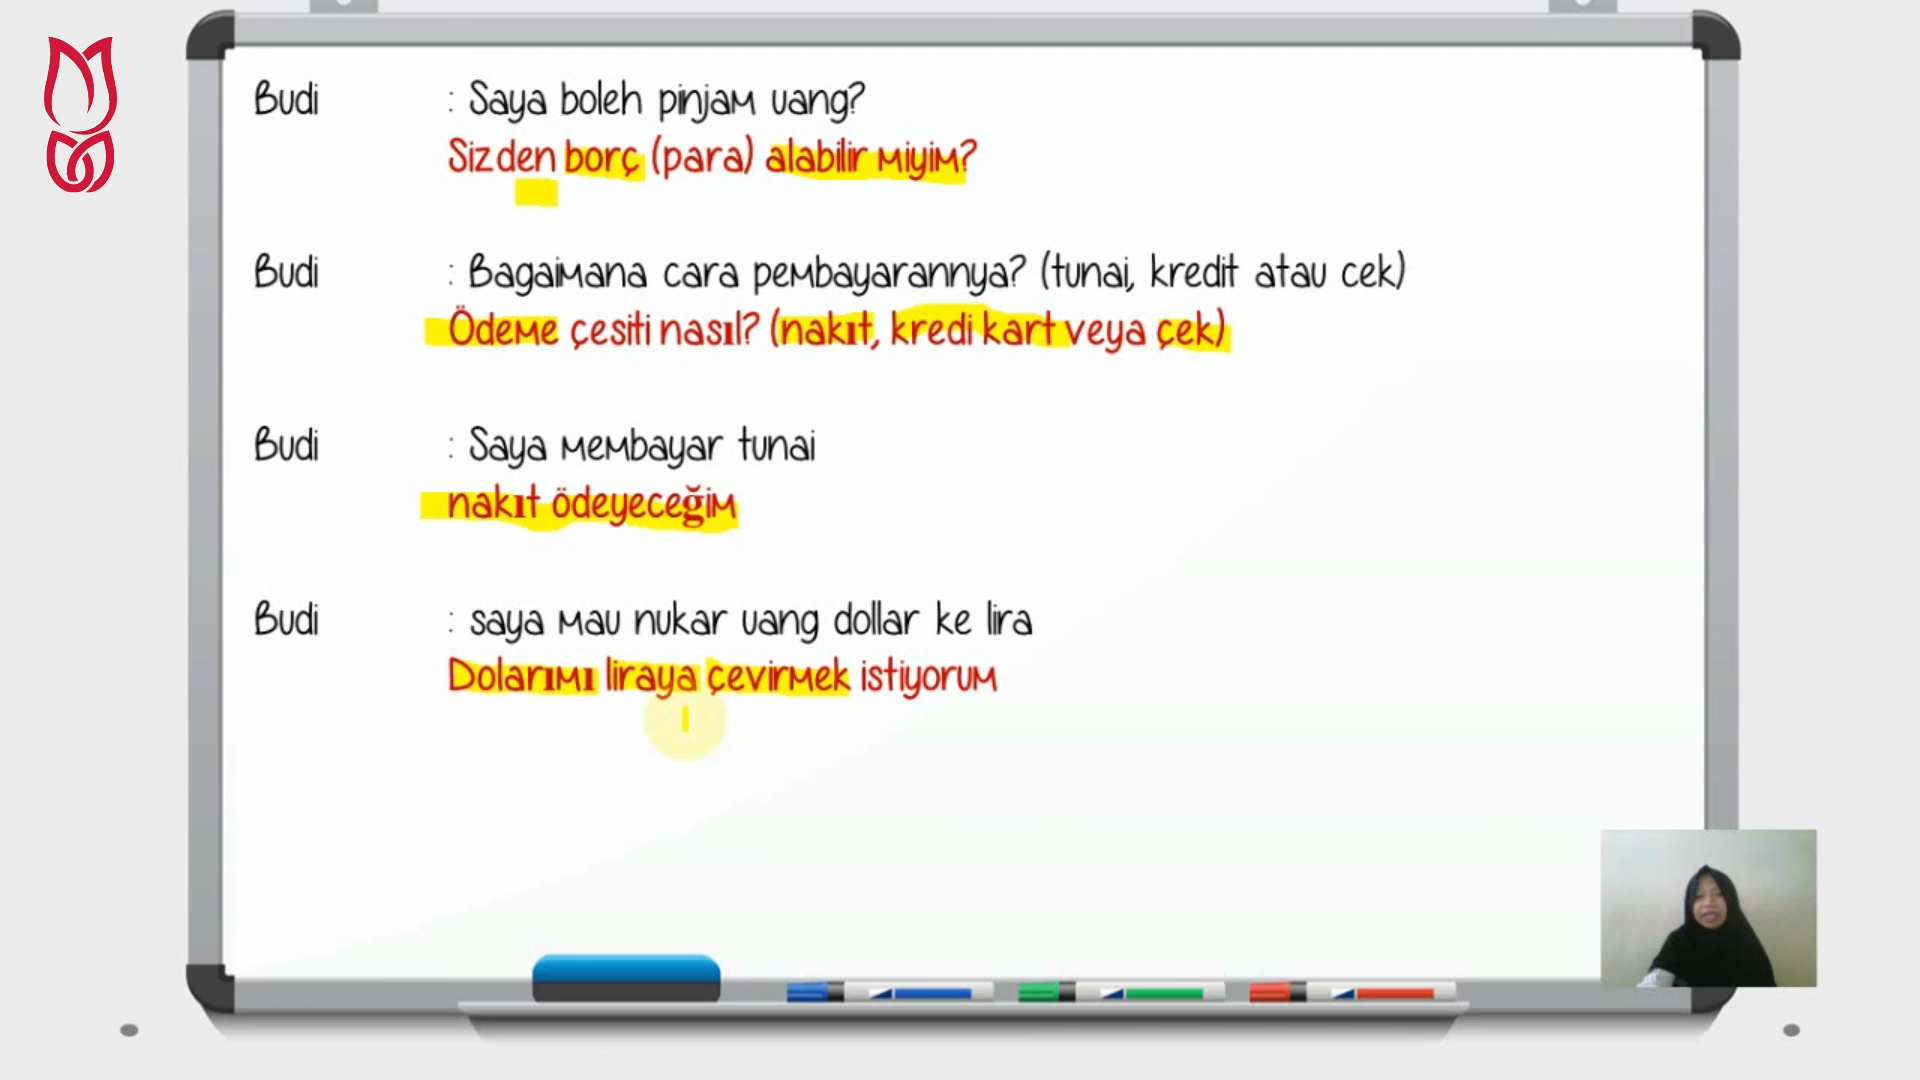 Budi : Saya boleh pinjam uang?
Sizden borç (para) alabilir miyim?
Budi : Bagaimana cara pembayarannya? (tunai, kredit atau cek)
Ödeme çesiti nasıl? (nakıt, kredi kart veya çek)
Budi : Saya membayar tunai
nakıt ödeyeceğim
Budi : saya mau nukar uang dollar ke lira
Dolarımı liraya çevirmek istiyorum